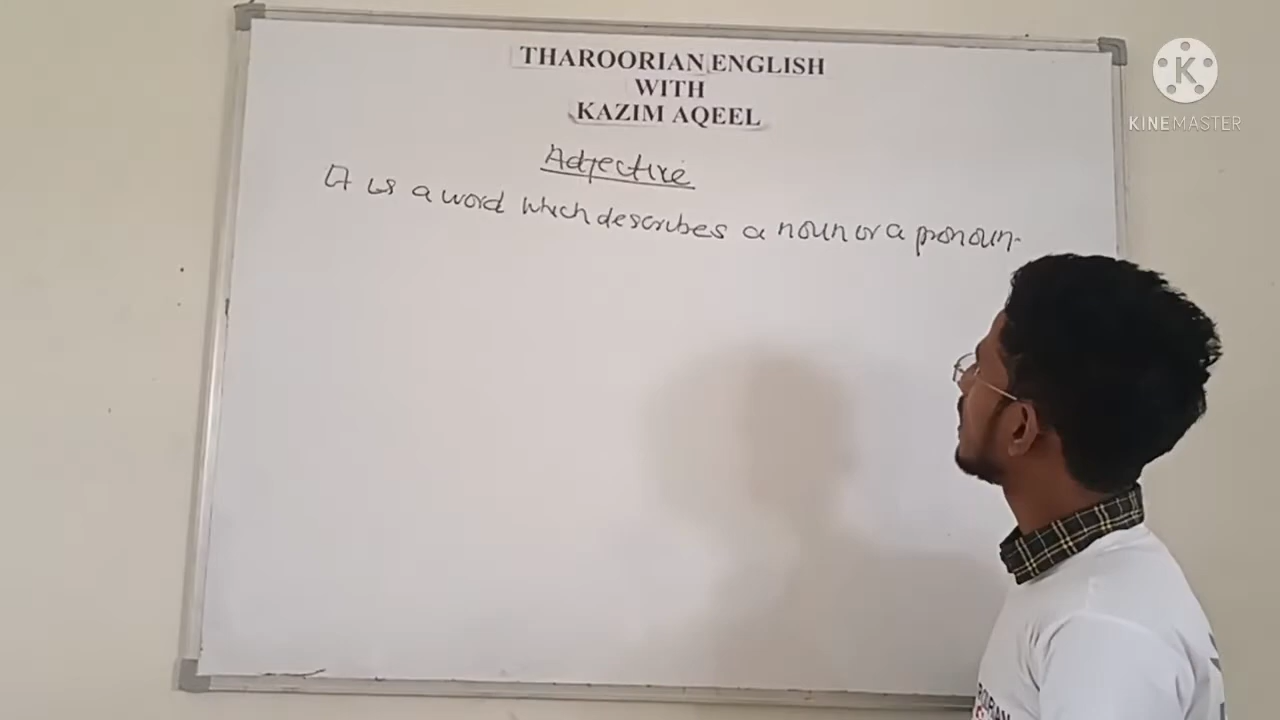 THAROORIAN ENGLISH
WITH
KAZIM AQEEL
Adjective
It is a word which describes a noun or a pronoun.
KINEMASTER